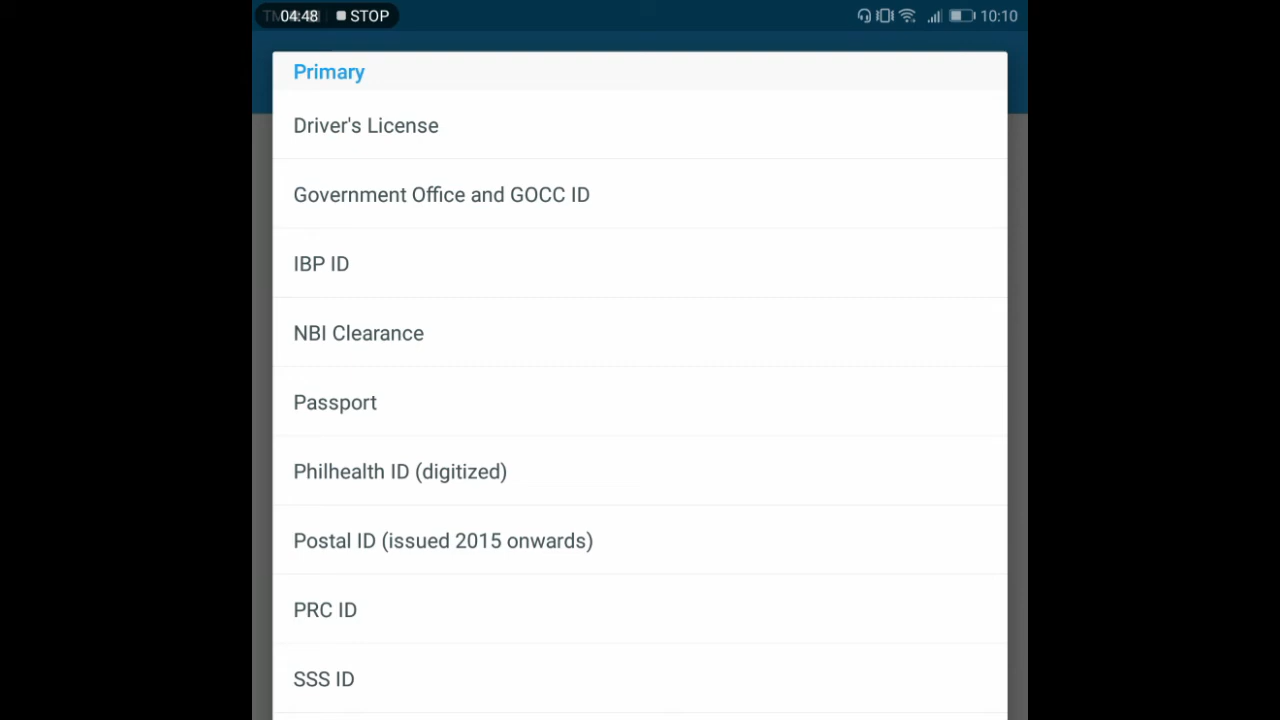 04:48 STOP 10:10
Primary
Driver's License
Government Office and GOCC ID
IBP ID
NBI Clearance
Passport
Philhealth ID (digitized)
Postal ID (issued 2015 onwards)
PRC ID
SSS ID